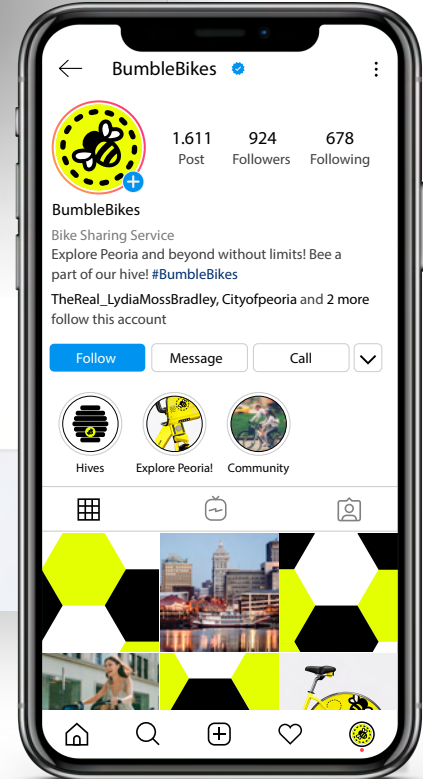 BumbleBikes
1.611 924 678
Post Followers Following
BumbleBikes
Bike Sharing Service
Explore Peoria and beyond without limits! Bee a
part of our hive! #BumbleBikes
TheReal_LydiaMossBradley, Cityofpeoria and 2 more
follow this account
Follow Message Call
Hives Explore Peoria! Community